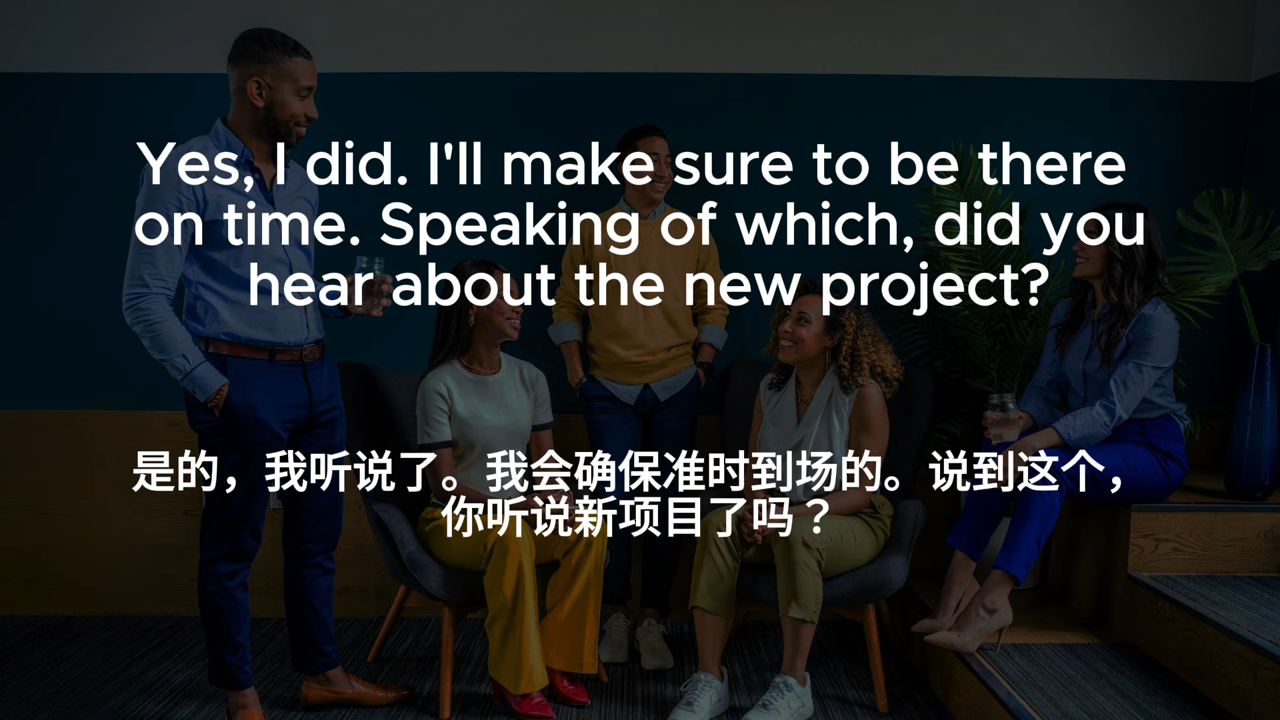 Yes, I did. I'll make sure to be there
on time. Speaking of which, did you
hear about the new project?
是的，我听说了。我会确保准时到场的。说到这个，
你听说新项目了吗？